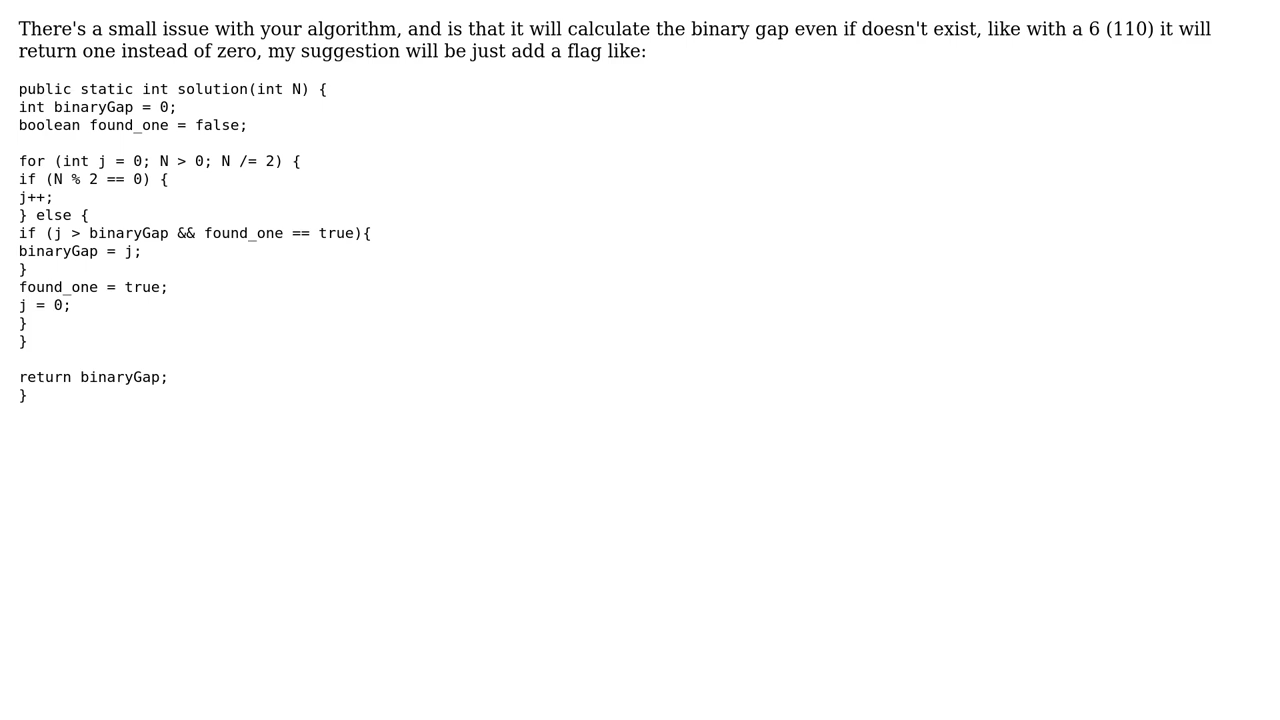 There's a small issue with your algorithm, and is that it will calculate the binary gap even if doesn't exist, like with a 6 (110) it will
return one instead of zero, my suggestion will be just add a flag like:
public static int solution(int N) {
int binaryGap = 0;
boolean found_one = false;
for (int j = 0; N > 0; N /= 2) {
if (N % 2 == 0) {
j++;
} else {
if (j > binaryGap && found_one == true){
binaryGap = j;
}
found_one = true;
j = 0;
}
}
return binaryGap;
}